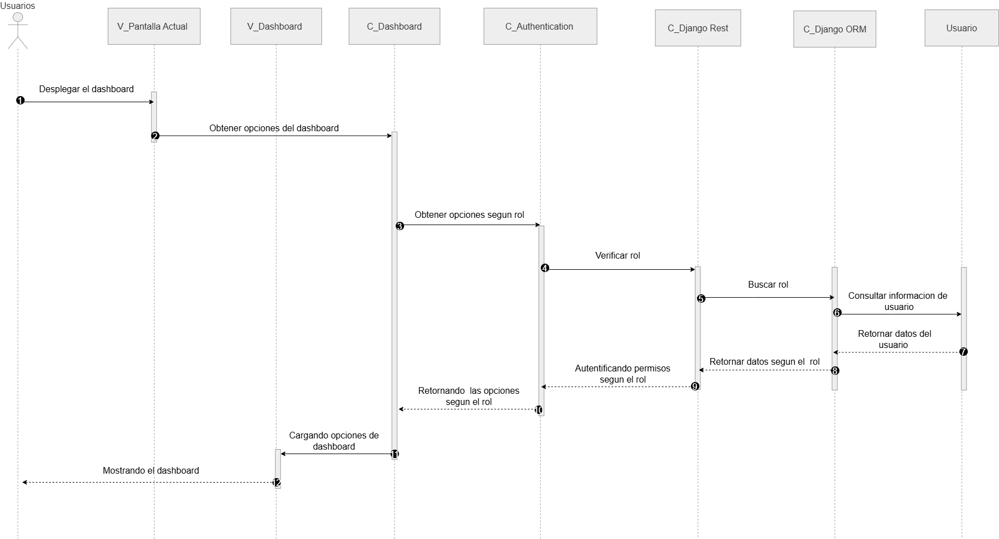 Usuarios
V_Pantalla Actual
V_Dashboard
C_Dashboard
C_Authentication
C_Django Rest
C_Django ORM
Usuario
Desplegar el dashboard
1
Obtener opciones del dashboard
2
Obtener opciones segun rol
3
Verificar rol
4
Buscar rol
5
Consultar informacion de
usuario
6
Retornar datos del
usuario
7
Retornar datos segun el  rol
8
Autentificando permisos
segun el rol
9
Retornando  las opciones
segun el rol
10
Cargando opciones de
dashboard
11
Mostrando el dashboard
12